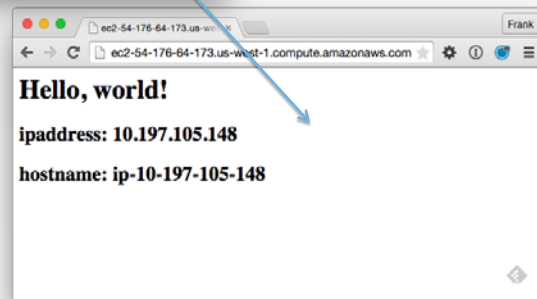 ec2-54-176-64-173.us-we
Frank
ec2-54-176-64-173.us-west-1.compute.amazonaws.com
Hello, world!
ipaddress: 10.197.105.148
hostname: ip-10-197-105-148